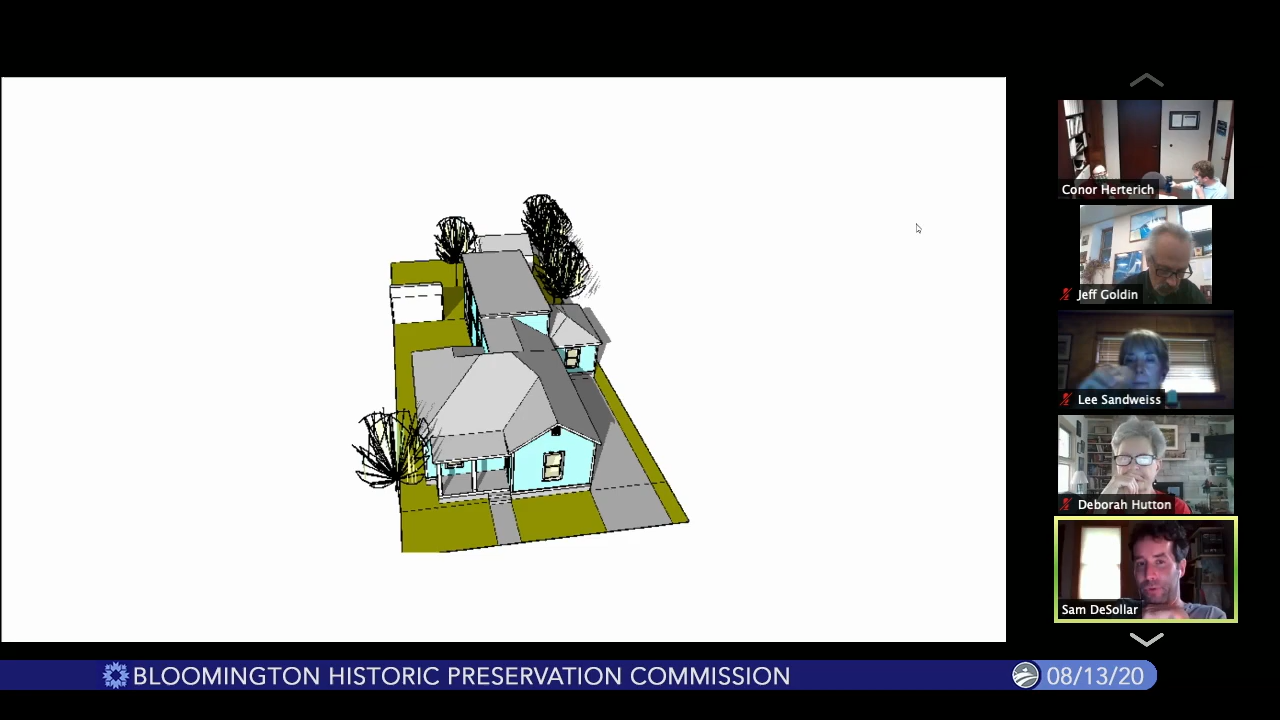 Conor Herterich
Jeff Goldin
Lee Sandweiss
Deborah Hutton
Sam DeSollar
BLOOMINGTON HISTORIC PRESERVATION COMMISSION
08/13/20